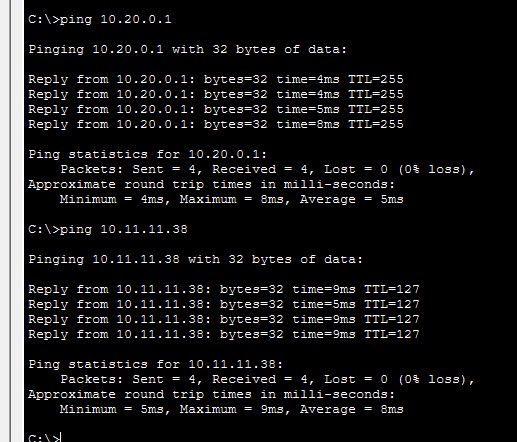 C:\>ping 10.20.0.1
Pinging 10.20.0.1 with 32 bytes of data:
Reply from 10.20.0.1: bytes=32 time=4ms TTL=255
Reply from 10.20.0.1: bytes=32 time=4ms TTL=255
Reply from 10.20.0.1: bytes=32 time=5ms TTL=255
Reply from 10.20.0.1: bytes=32 time=8ms TTL=255
Ping statistics for 10.20.0.1:
    Packets: Sent = 4, Received = 4, Lost = 0 (0% loss),
Approximate round trip times in milli-seconds:
    Minimum = 4ms, Maximum = 8ms, Average = 5ms
C:\>ping 10.11.11.38
Pinging 10.11.11.38 with 32 bytes of data:
Reply from 10.11.11.38: bytes=32 time=9ms TTL=127
Reply from 10.11.11.38: bytes=32 time=5ms TTL=127
Reply from 10.11.11.38: bytes=32 time=9ms TTL=127
Reply from 10.11.11.38: bytes=32 time=9ms TTL=127
Ping statistics for 10.11.11.38:
    Packets: Sent = 4, Received = 4, Lost = 0 (0% loss),
Approximate round trip times in milli-seconds:
    Minimum = 5ms, Maximum = 9ms, Average = 8ms
C:\>